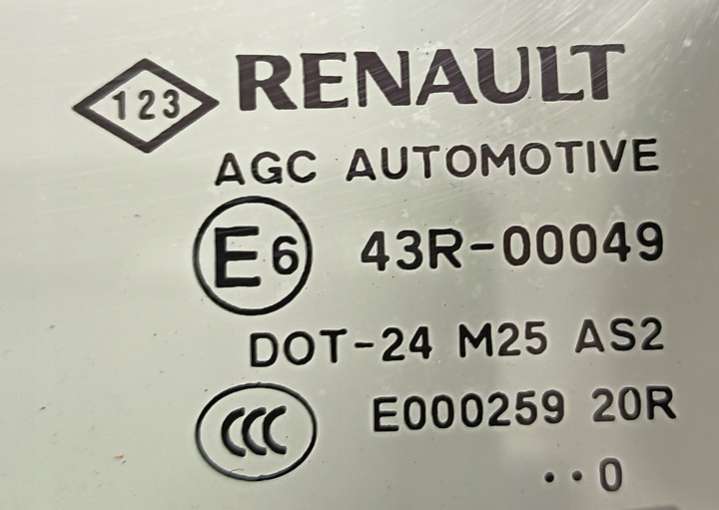 123 RENAULT
AGC AUTOMOTIVE
E6 43R-00049
DOT-24 M25 AS2
CCC E000259 20R
··0